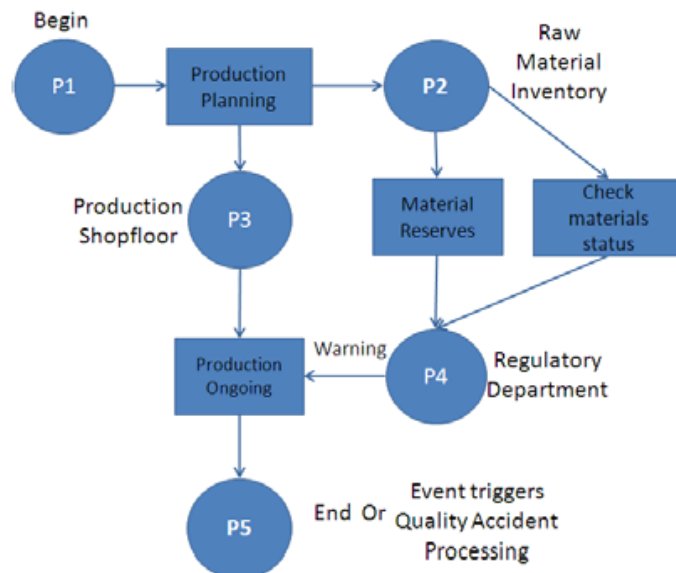 Begin
P1
Production
Planning
P2
Raw
Material
Inventory
Production
Shopfloor
P3
Material
Reserves
Check
materials
status
Production
Ongoing
Warning
P4
Regulatory
Department
P5
End Or
Event triggers
Quality Accident
Processing